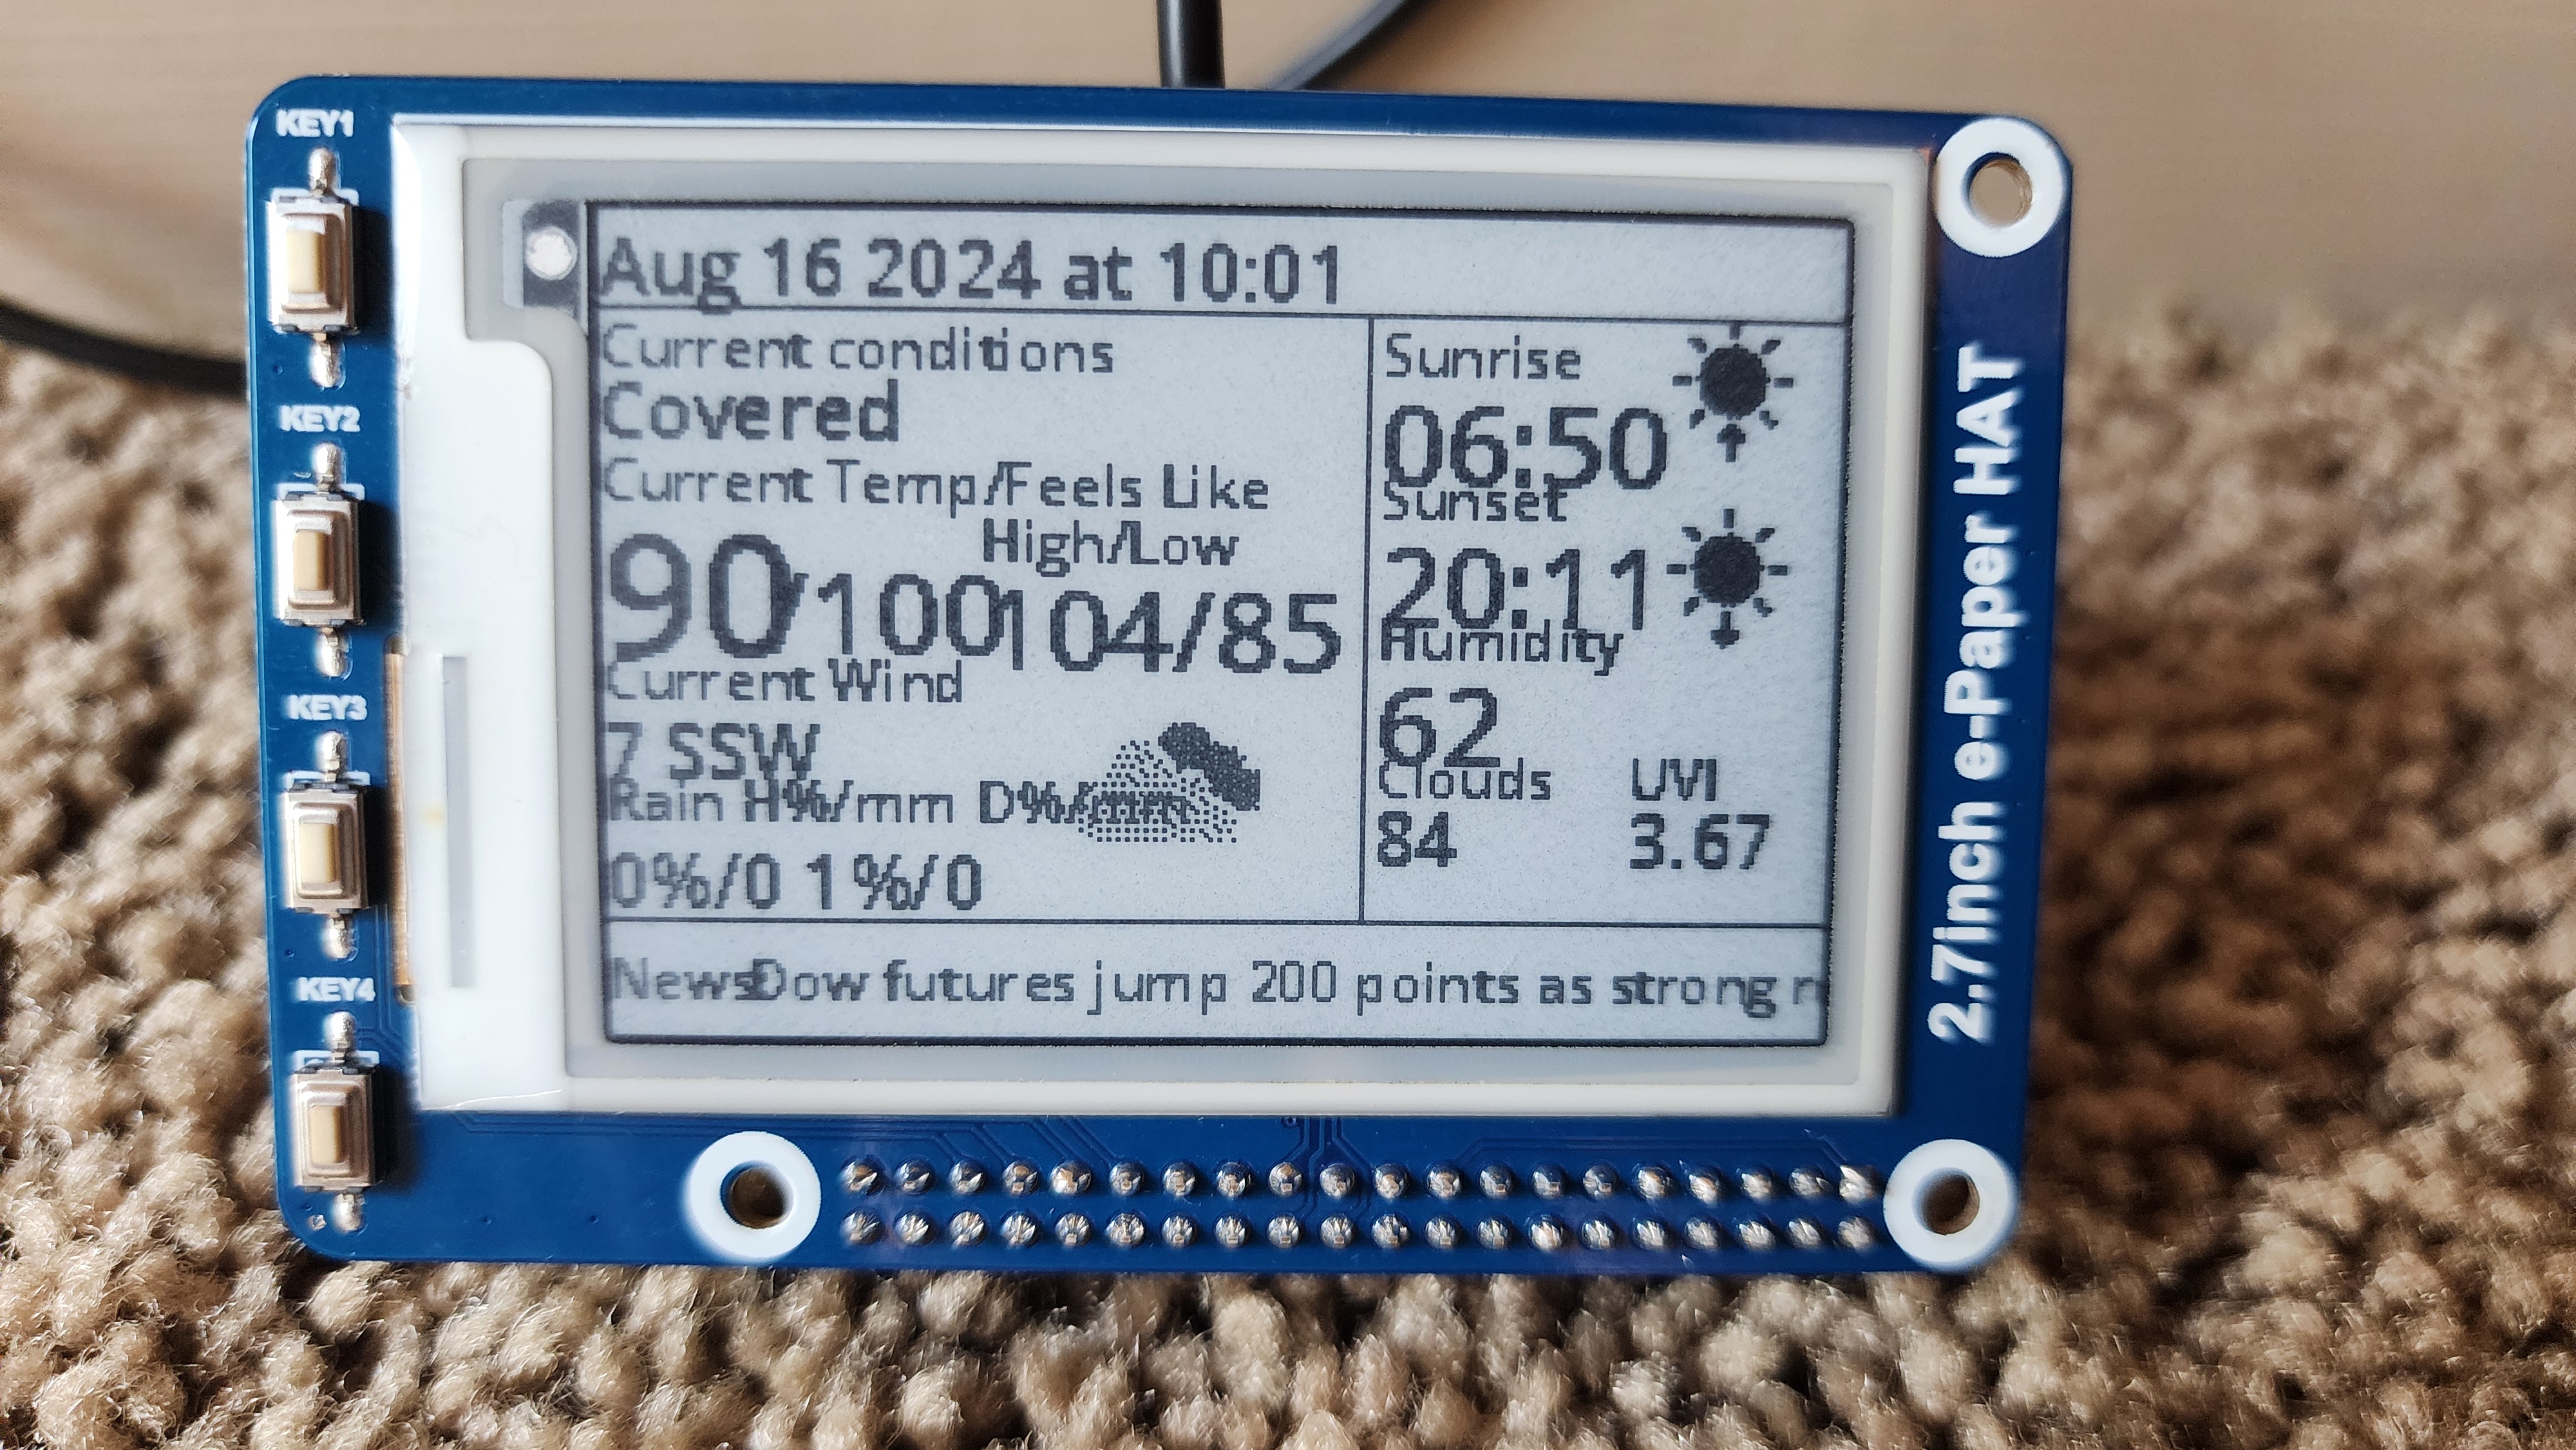 KEY1
KEY2
KEY3
KEY4
Aug 16 2024 at 10:01
Current conditions
Covered
Current Temp/Feels Like
High/Low
90/100 104/85
Current Wind
7 SSW
Rain H%/mm D%/mm
0%/0 1%/0
Sunrise
06:50
Sunset
20:11
Humidity
62
Clouds UVI
84 3.67
News Dow futures jump 200 points as strong
2.7inch e-Paper HAT